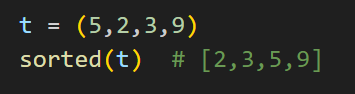 t = (5,2,3,9)
sorted(t)  # [2,3,5,9]